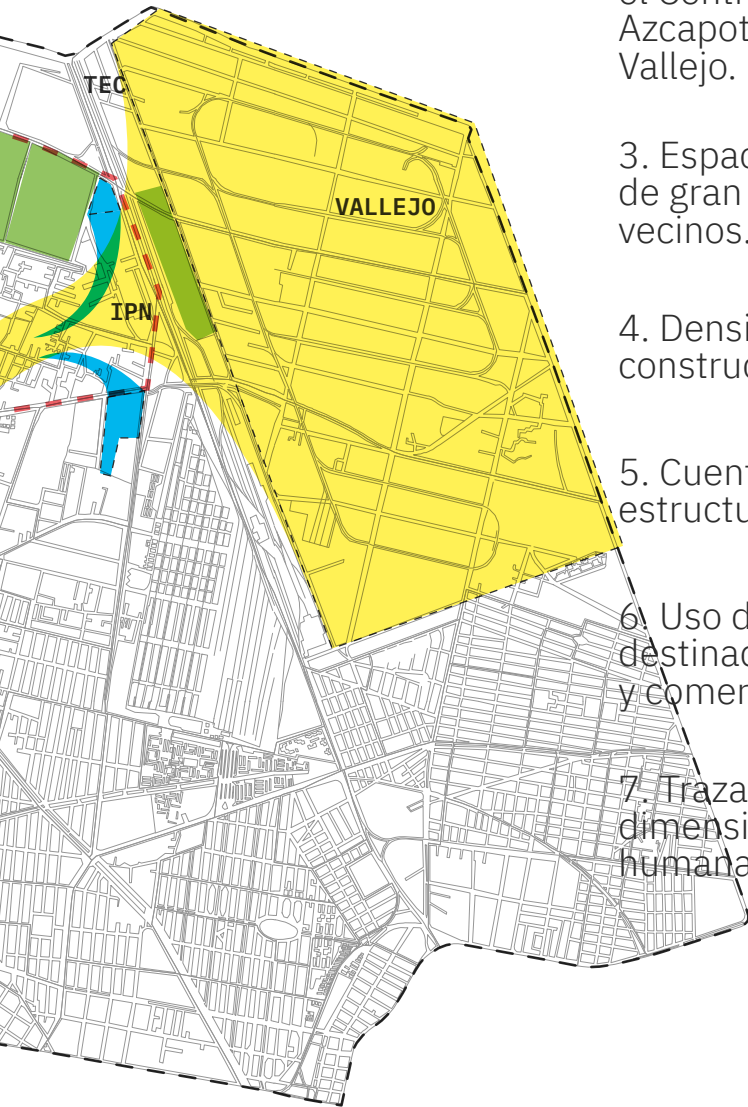 TEC
VALLEJO
IPN
Azcapot
Vallejo.
3. Espac
de gran
vecinos.
4. Densi
construc
5. Cuent
estructu
6. Uso d
destinad
y comer
7. Traza
dimensi
humana